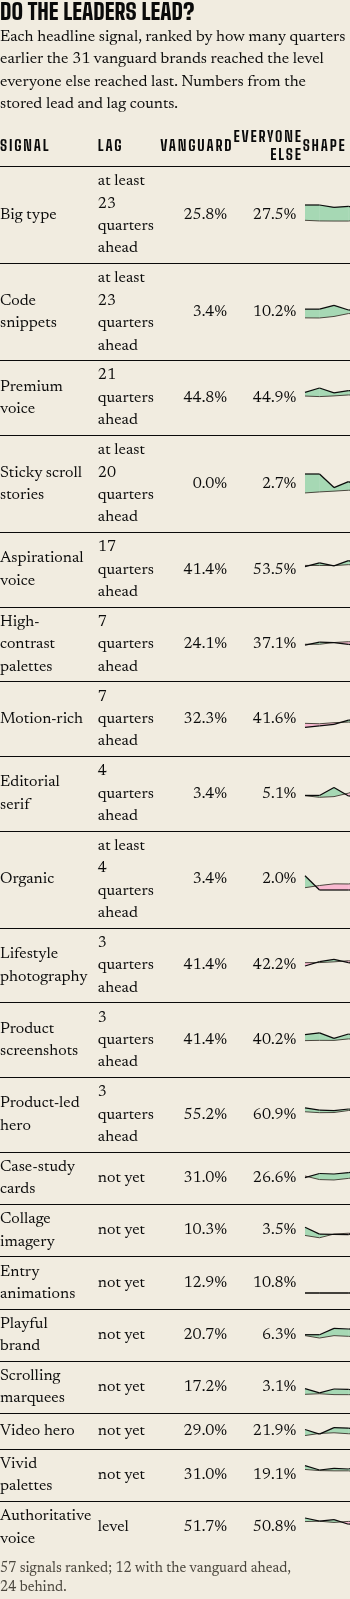 DO THE LEADERS LEAD?
Each headline signal, ranked by how many quarters
earlier the 31 vanguard brands reached the level
everyone else reached last. Numbers from the
stored lead and lag counts.
SIGNAL LAG VANGUARD EVERYONE ELSE SHAPE
Big type at least 23 quarters ahead 25.8% 27.5%
Code snippets at least 23 quarters ahead 3.4% 10.2%
Premium voice 21 quarters ahead 44.8% 44.9%
Sticky scroll stories at least 20 quarters ahead 0.0% 2.7%
Aspirational voice 17 quarters ahead 41.4% 53.5%
High-contrast palettes 7 quarters ahead 24.1% 37.1%
Motion-rich 7 quarters ahead 32.3% 41.6%
Editorial serif 4 quarters ahead 3.4% 5.1%
Organic at least 4 quarters ahead 3.4% 2.0%
Lifestyle photography 3 quarters ahead 41.4% 42.2%
Product screenshots 3 quarters ahead 41.4% 40.2%
Product-led hero 3 quarters ahead 55.2% 60.9%
Case-study cards not yet 31.0% 26.6%
Collage imagery not yet 10.3% 3.5%
Entry animations not yet 12.9% 10.8%
Playful brand not yet 20.7% 6.3%
Scrolling marquees not yet 17.2% 3.1%
Video hero not yet 29.0% 21.9%
Vivid palettes not yet 31.0% 19.1%
Authoritative voice level 51.7% 50.8%
57 signals ranked; 12 with the vanguard ahead,
24 behind.